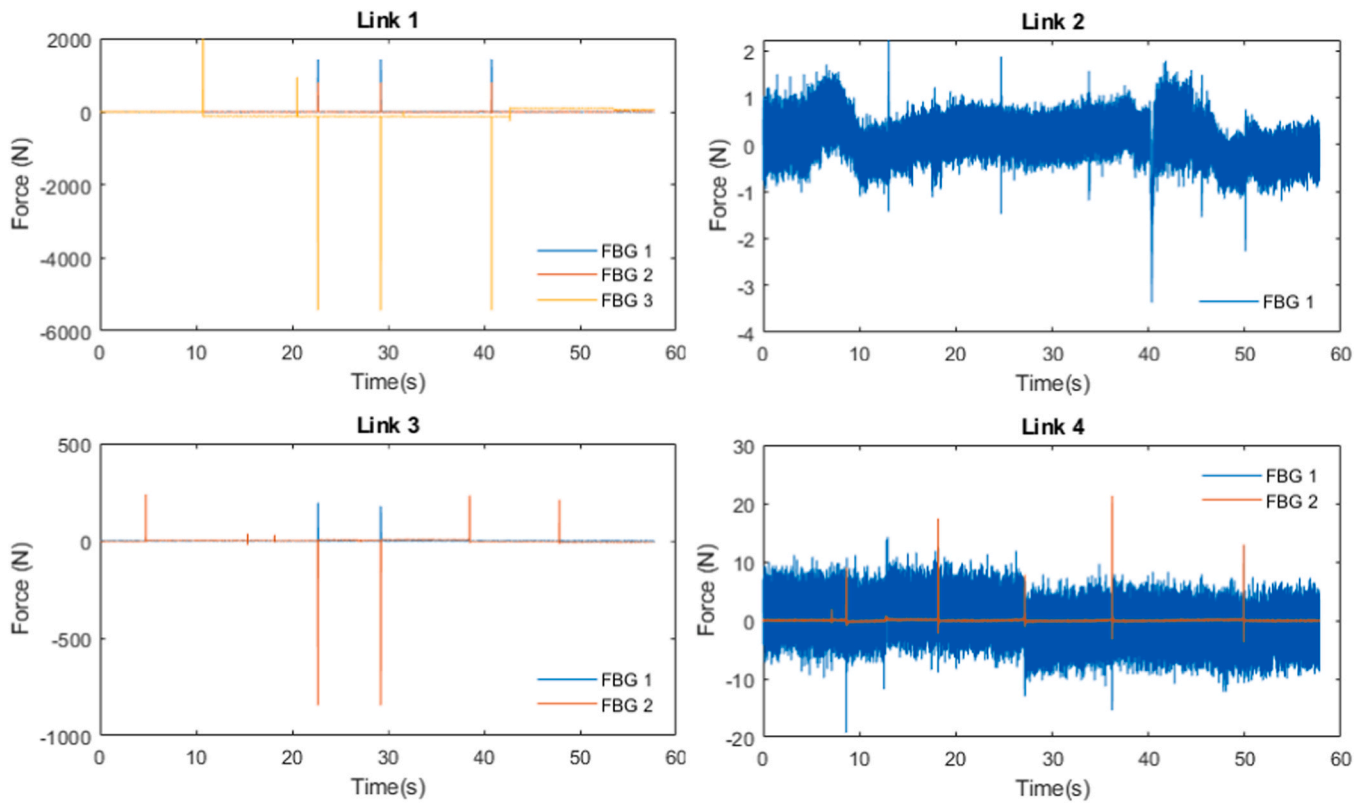 Link 1
2000
0
-2000
-4000
-6000
Force (N)
FBG 1
FBG 2
FBG 3
0 10 20 30 40 50 60
Time(s)
Link 2
2
1
0
-1
-2
-3
-4
Force (N)
FBG 1
0 10 20 30 40 50 60
Time(s)
Link 3
500
0
-500
-1000
Force (N)
FBG 1
FBG 2
0 10 20 30 40 50 60
Time(s)
Link 4
30
20
10
0
-10
-20
Force (N)
FBG 1
FBG 2
0 10 20 30 40 50 60
Time(s)